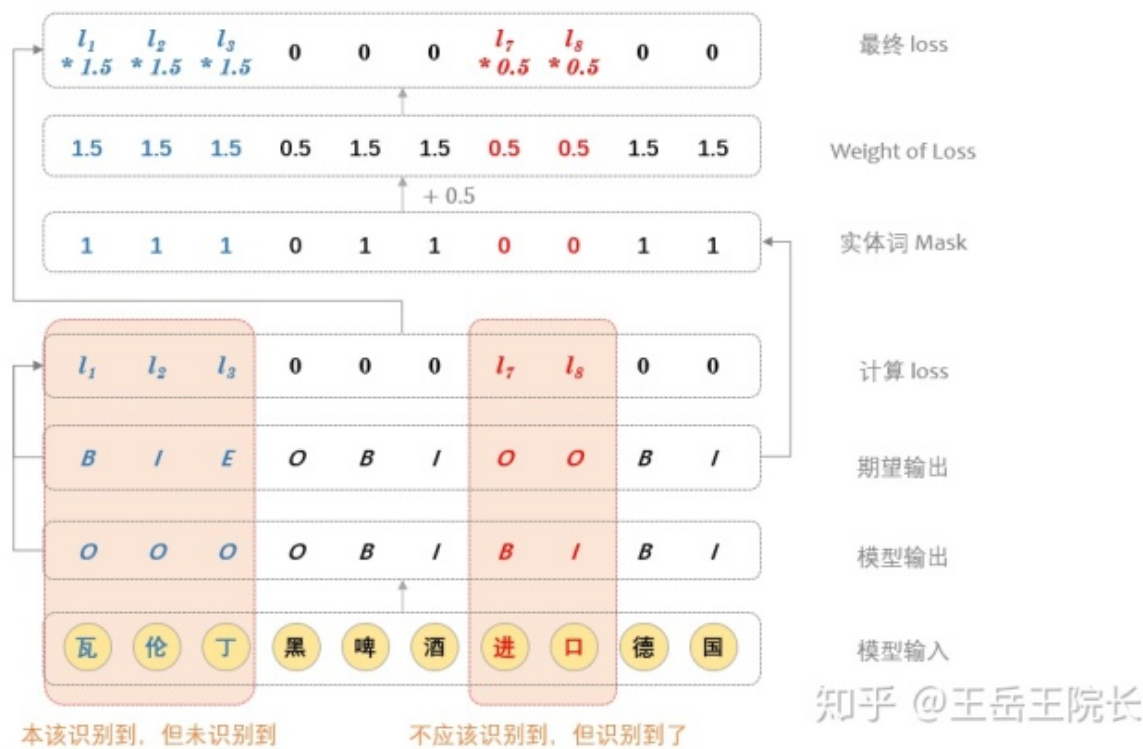 l1 * 1.5 l2 * 1.5 l3 * 1.5 0 0 0 l7 * 0.5 l8 * 0.5 0 0 最终 loss
1.5 1.5 1.5 0.5 1.5 1.5 0.5 0.5 1.5 1.5 Weight of Loss
+ 0.5
1 1 1 0 1 1 0 0 1 1 实体词 Mask
l1 l2 l3 0 0 0 l7 l8 0 0 计算 loss
B I E O B I O O B I 期望输出
O O O O B I B I B I 模型输出
瓦 伦 丁 黑 啤 酒 进 口 德 国 模型输入
本该识别到，但未识别到 不应该识别到，但识别到了
知乎 @王岳王院长